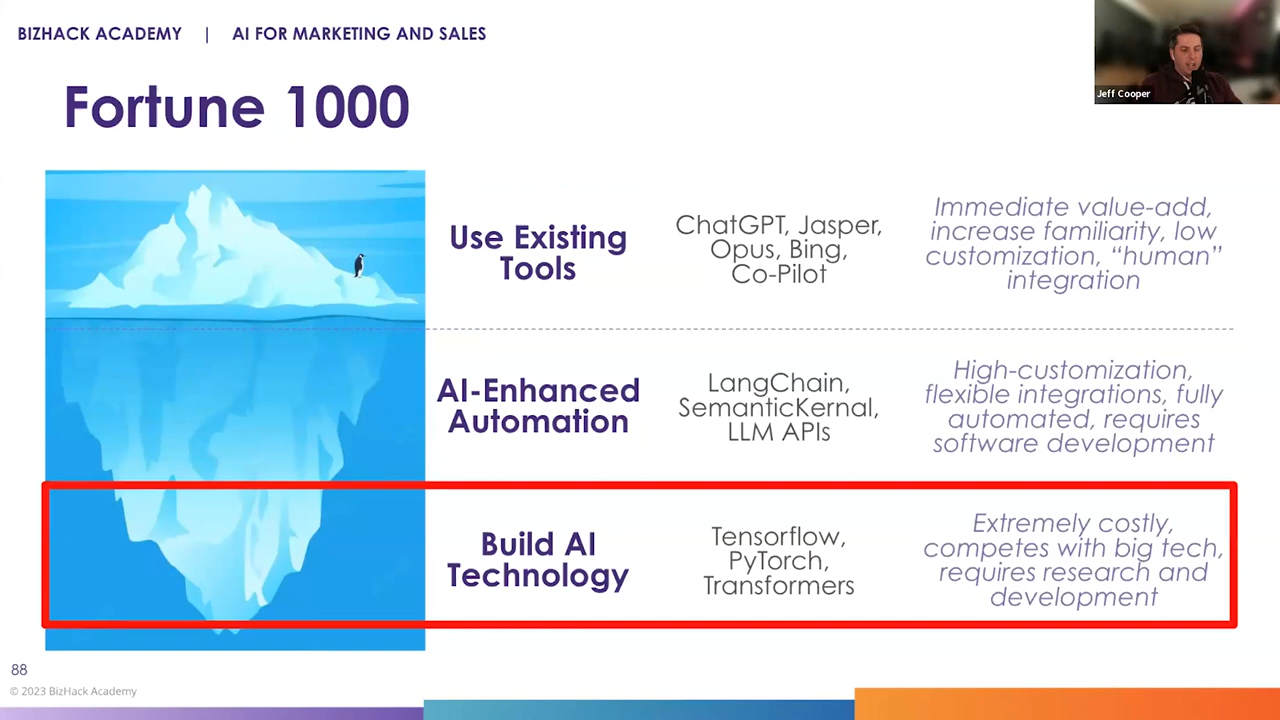 BIZHACK ACADEMY | AI FOR MARKETING AND SALES
Jeff Cooper
Fortune 1000
Use Existing
Tools
ChatGPT, Jasper,
Opus, Bing,
Co-Pilot
Immediate value-add,
increase familiarity, low
customization, “human”
integration
AI-Enhanced
Automation
LangChain,
SemanticKernal,
LLM APIs
High-customization,
flexible integrations, fully
automated, requires
software development
Build AI
Technology
Tensorflow,
PyTorch,
Transformers
Extremely costly,
competes with big tech,
requires research and
development
88
© 2023 BizHack Academy